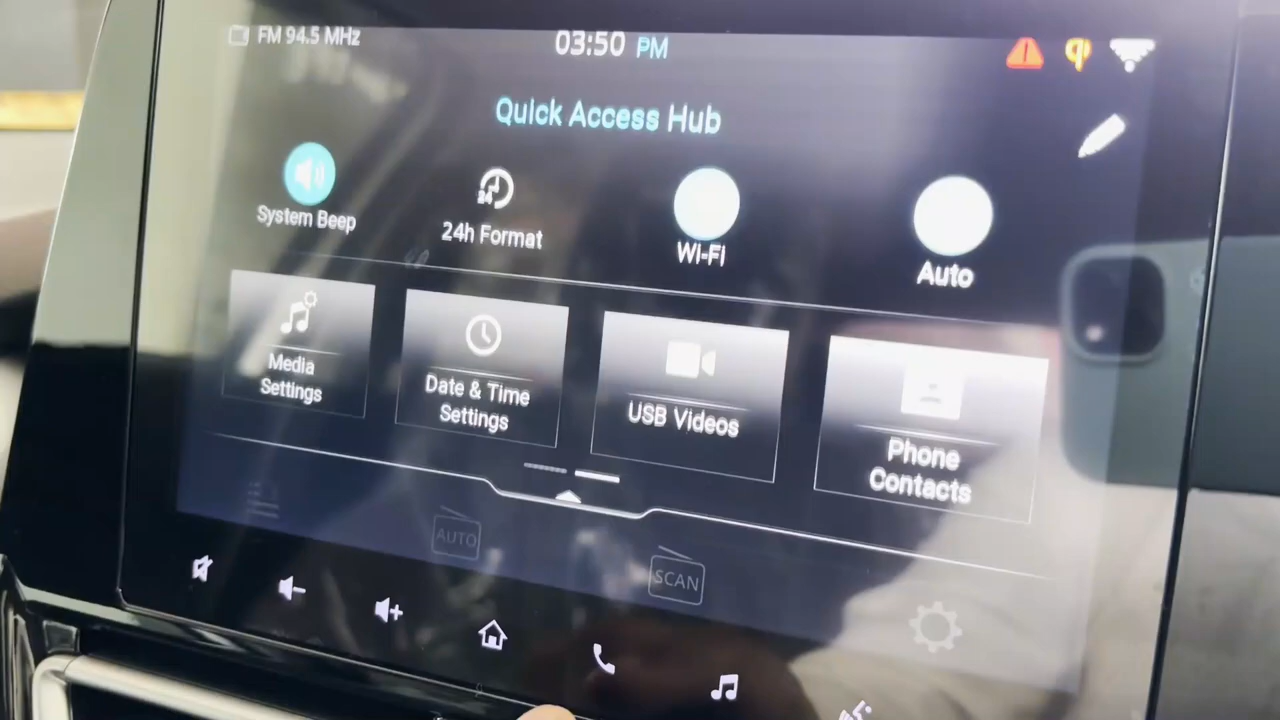 FM 94.5 MHz
03:50 PM
Quick Access Hub
System Beep
24h Format
Wi-Fi
Auto
Media
Settings
Date & Time
Settings
USB Videos
Phone
Contacts
AUTO
SCAN